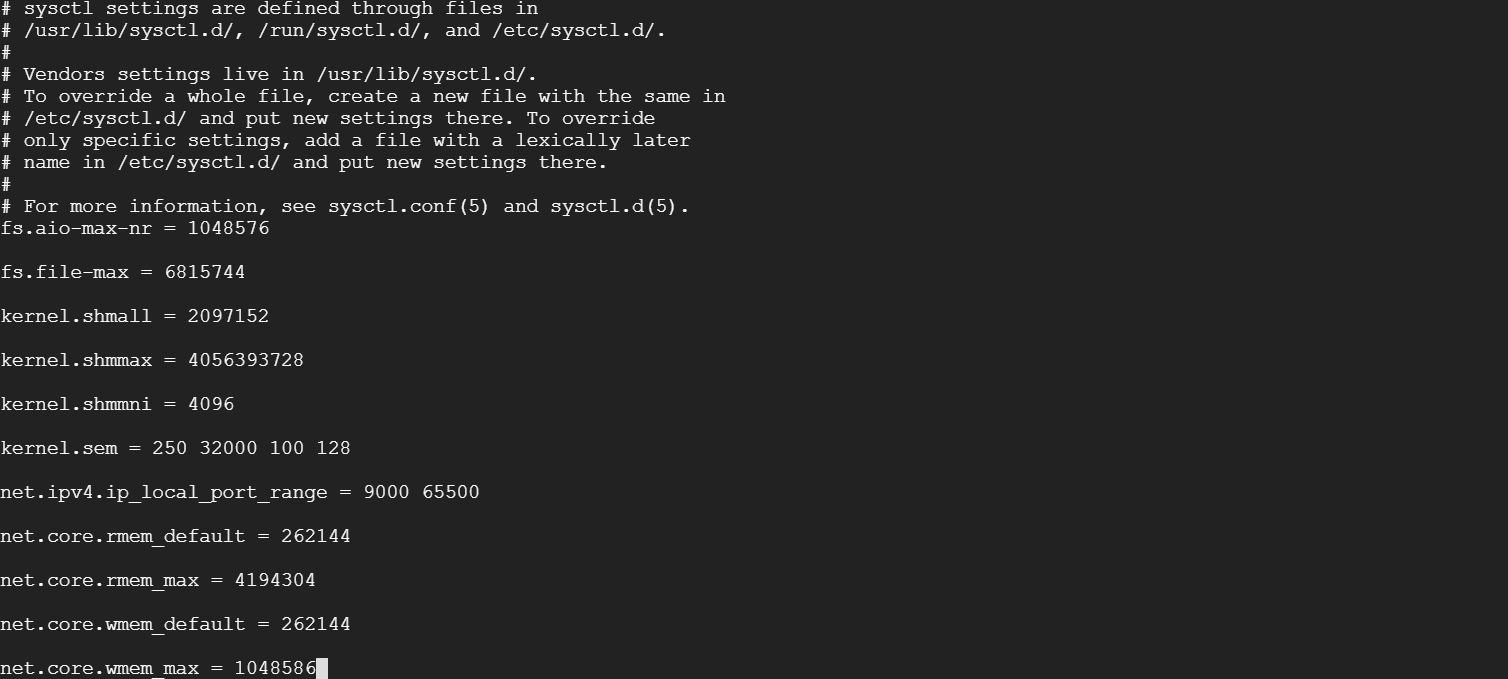 # sysctl settings are defined through files in
# /usr/lib/sysctl.d/, /run/sysctl.d/, and /etc/sysctl.d/.
#
# Vendors settings live in /usr/lib/sysctl.d/.
# To override a whole file, create a new file with the same in
# /etc/sysctl.d/ and put new settings there. To override
# only specific settings, add a file with a lexically later
# name in /etc/sysctl.d/ and put new settings there.
#
# For more information, see sysctl.conf(5) and sysctl.d(5).
fs.aio-max-nr = 1048576
fs.file-max = 6815744
kernel.shmall = 2097152
kernel.shmmax = 4056393728
kernel.shmmni = 4096
kernel.sem = 250 32000 100 128
net.ipv4.ip_local_port_range = 9000 65500
net.core.rmem_default = 262144
net.core.rmem_max = 4194304
net.core.wmem_default = 262144
net.core.wmem_max = 1048586